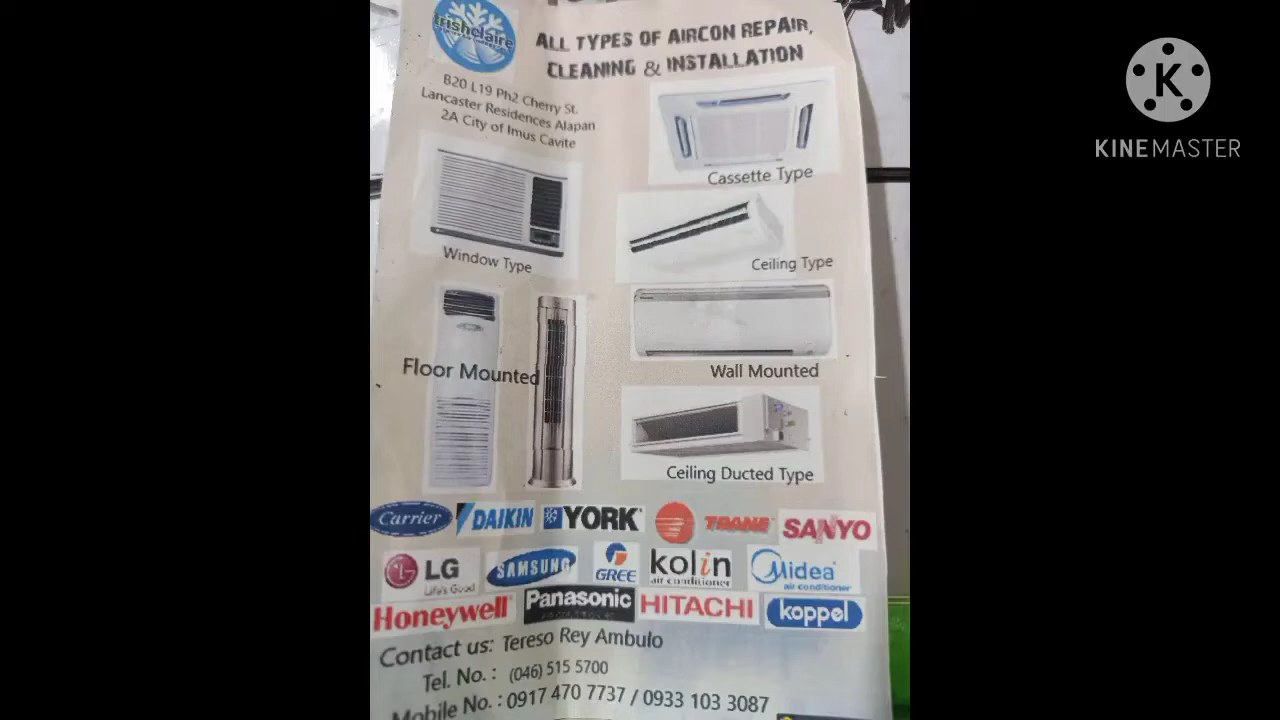 Irishclaire
ALL TYPES OF AIRCON REPAIR,
CLEANING & INSTALLATION
B20 L19 Ph2 Cherry St.
Lancaster Residences Alapan
2A City of Imus Cavite
Cassette Type
Window Type
Ceiling Type
Floor Mounted
Wall Mounted
Ceiling Ducted Type
Carrier DAIKIN YORK TRANE SANYO
LG Life's Good SAMSUNG GREE kolin air conditioner Midea air conditioner
Honeywell Panasonic HITACHI koppel
Contact us: Tereso Rey Ambulo
Tel. No.: (046) 515 5700
Mobile No.: 0917 470 7737 / 0933 103 3087
K
KINEMASTER